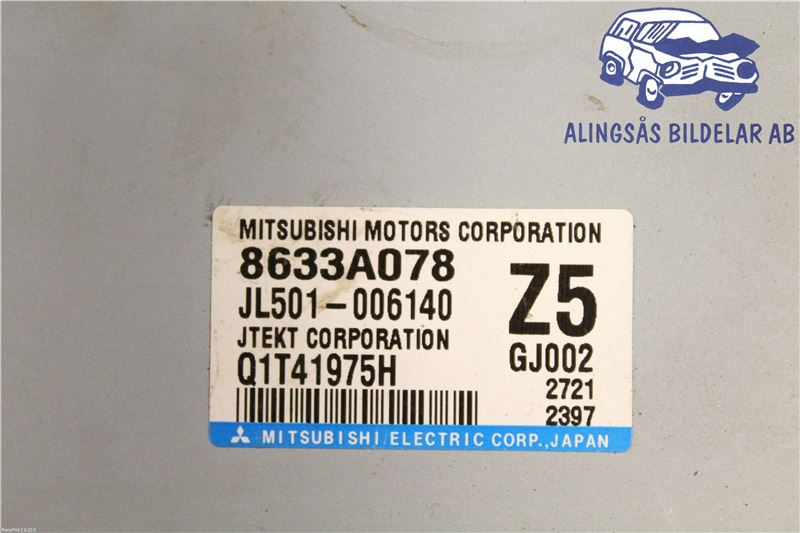 ALINGSÅS BILDELAR AB
MITSUBISHI MOTORS CORPORATION
8633A078
JL501-006140
JTEKT CORPORATION
Q1T41975H
Z5
GJ002
2721
2397
MITSUBISHI ELECTRIC CORP., JAPAN